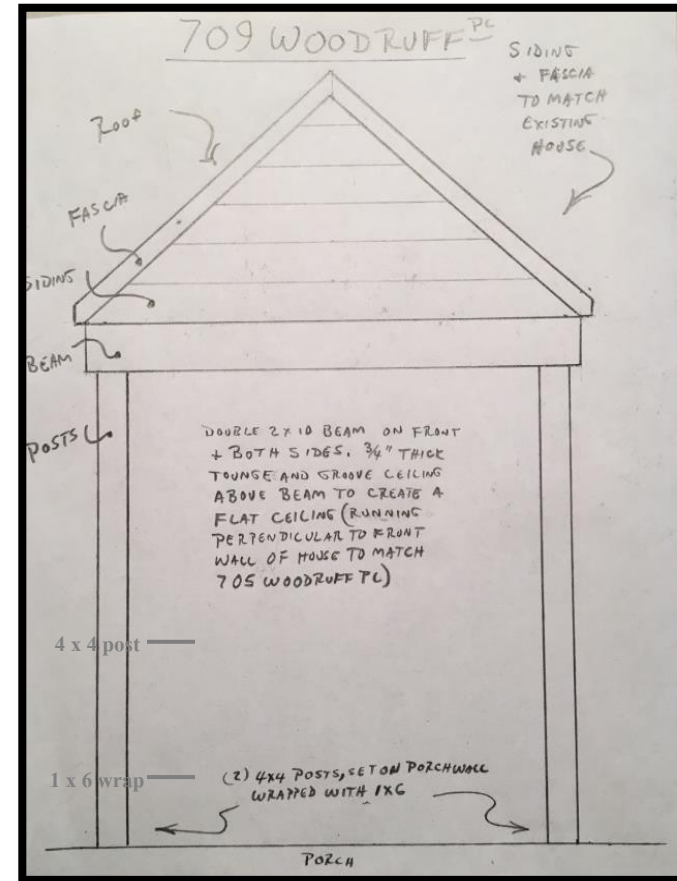 709 WOODRUFF PL
SIDING
+ FASCIA
TO MATCH
EXISTING
HOUSE
Roof
FASCIA
SIDING
BEAM
POSTS
DOUBLE 2X10 BEAM ON FRONT
+ BOTH SIDES. 3/4" THICK
TOUNGE AND GROOVE CEILING
ABOVE BEAM TO CREATE A
FLAT CEILING (RUNNING
PERPENDICULAR TO FRONT
WALL OF HOUSE TO MATCH
705 WOODRUFF PL)
4 x 4 post
1 x 6 wrap
(2) 4X4 POSTS, SET ON PORCHWALL
WRAPPED WITH 1X6
PORCH